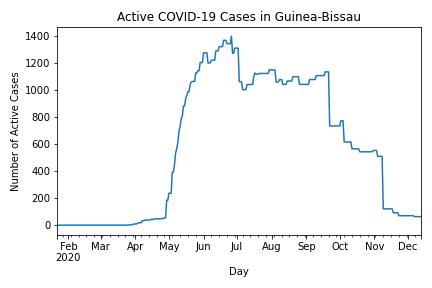 Active COVID-19 Cases in Guinea-Bissau
Number of Active Cases
1400
1200
1000
800
600
400
200
0
Feb Mar Apr May Jun Jul Aug Sep Oct Nov Dec
2020
Day